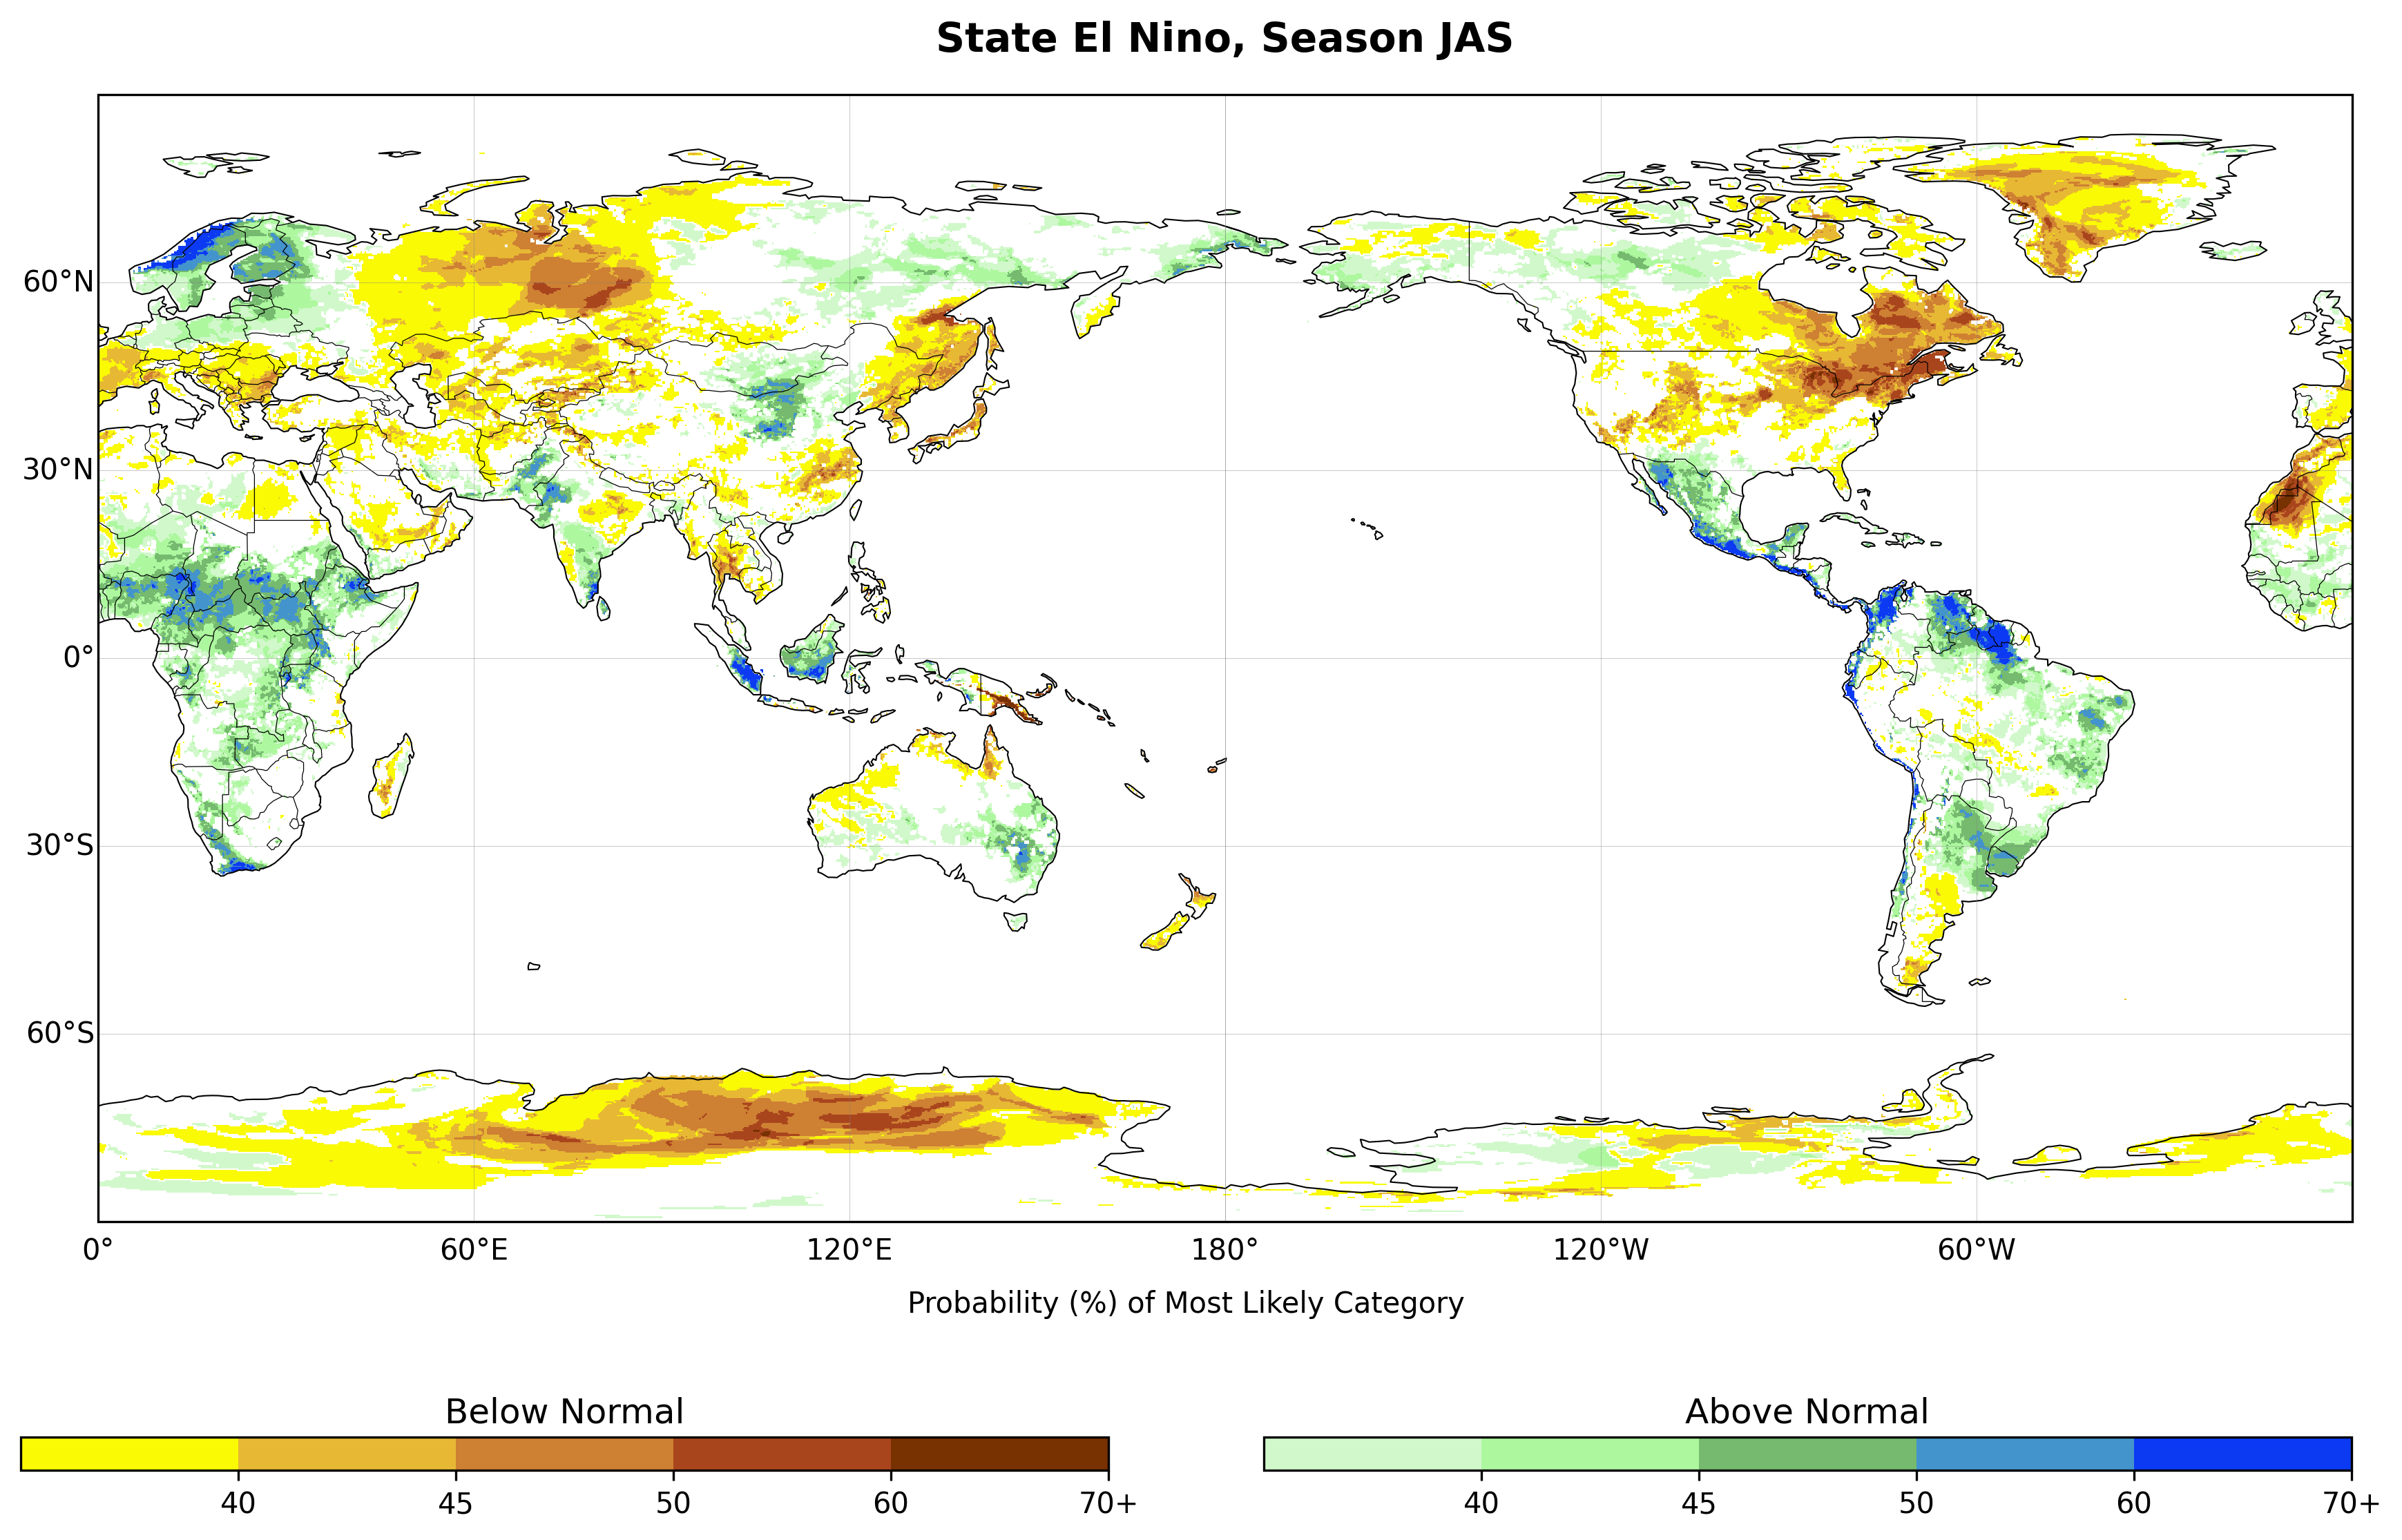 State El Nino, Season JAS
60°N
30°N
0°
30°S
60°S
0° 60°E 120°E 180° 120°W 60°W
Probability (%) of Most Likely Category
Below Normal Above Normal
40 45 50 60 70+ 40 45 50 60 70+